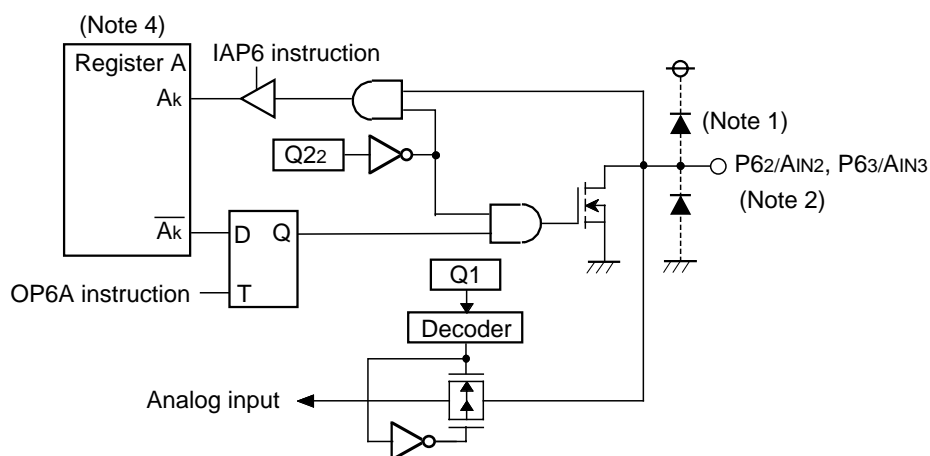 (Note 4)
IAP6 instruction
Register A
Ak
(Note 1)
Q22
P62/AIN2, P63/AIN3
(Note 2)
Ak
D
Q
Q1
OP6A instruction
T
Decoder
Analog input